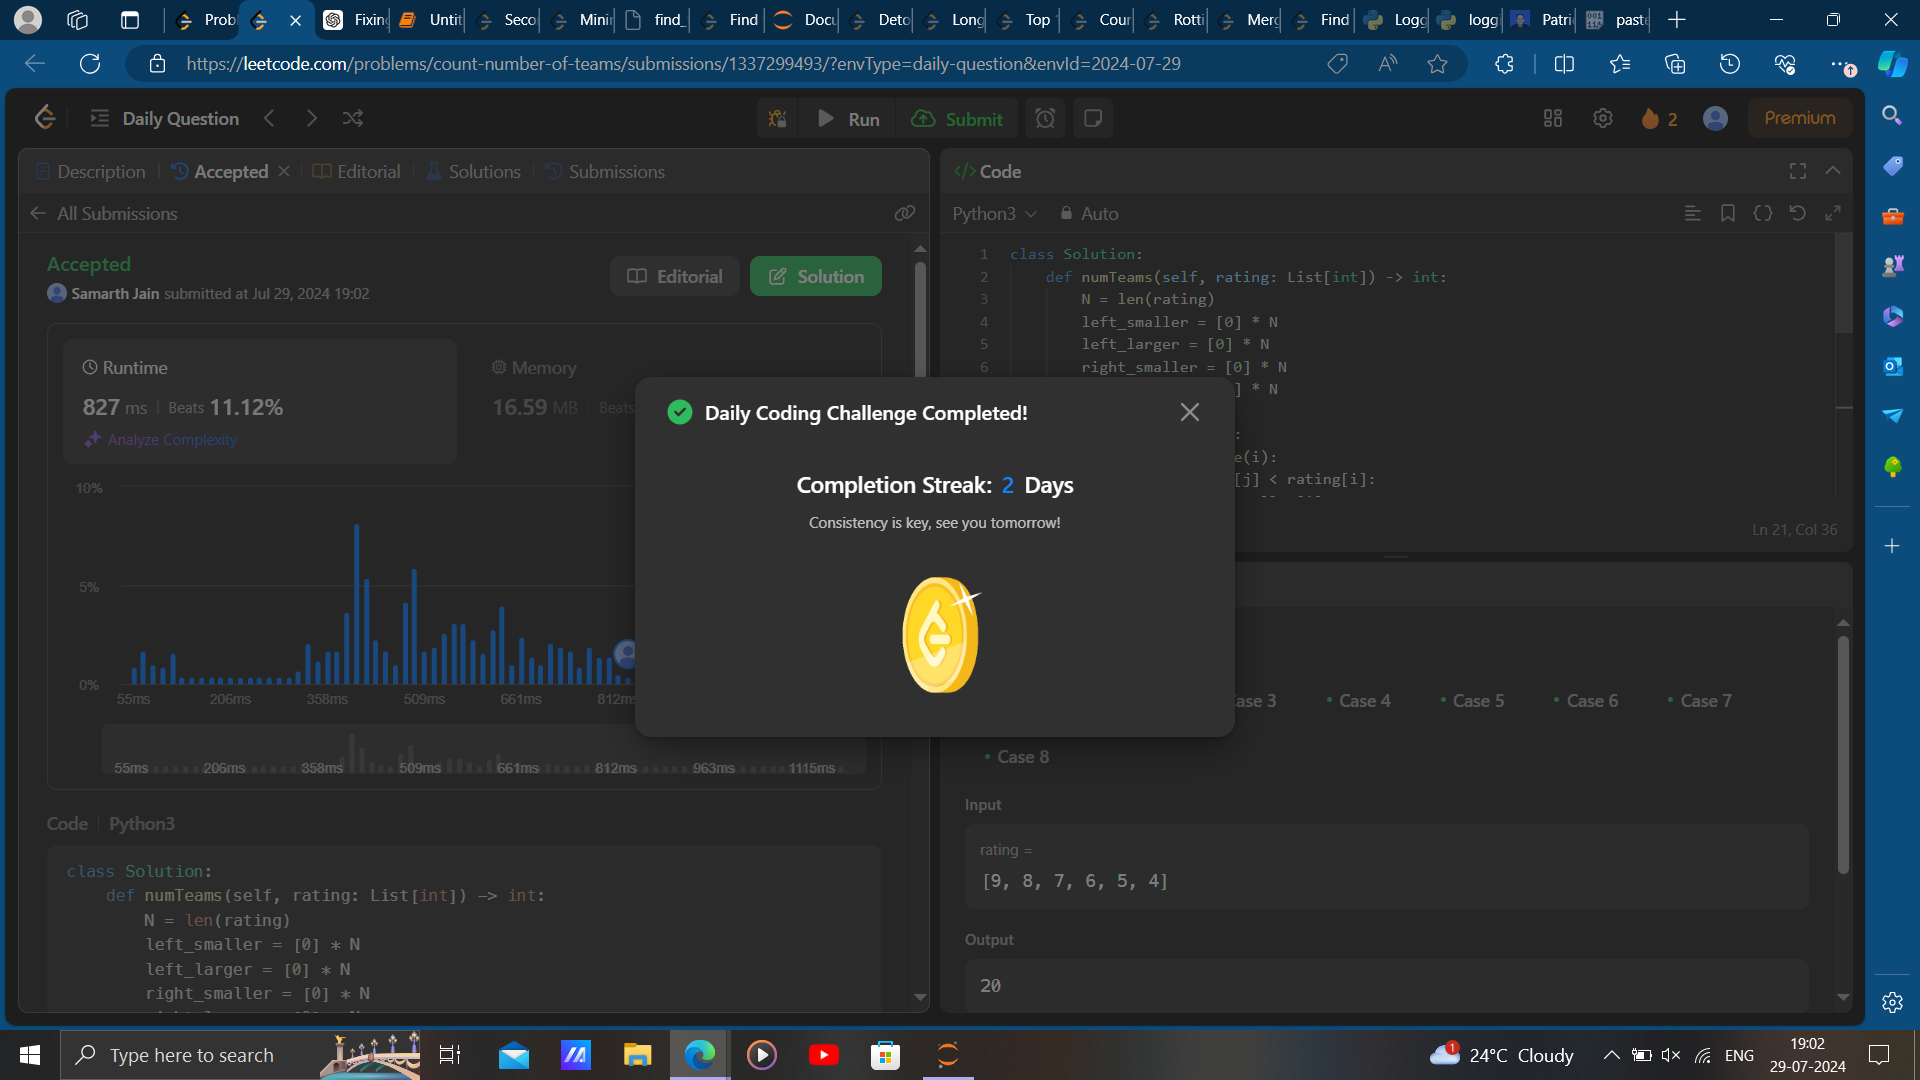 Prob
Fixin
Untit
Seco
Minir
find_
Find
Docu
Deto
Long
Top
Cour
Rotti
Merg
Find
Logg
logg
Patri
paste
https://leetcode.com/problems/count-number-of-teams/submissions/1337299493/?envType=daily-question&envId=2024-07-29
Daily Question
Run
Submit
2
Premium
Description
Accepted
Editorial
Solutions
Submissions
All Submissions
Accepted
Samarth Jain submitted at Jul 29, 2024 19:02
Editorial
Solution
Runtime
827 ms
Beats 11.12%
Analyze Complexity
Memory
16.59 MB
Beats
10%
5%
0%
55ms 206ms 358ms 509ms 661ms 812ms
55ms 206ms 358ms 509ms 661ms 812ms 963ms 1115ms
Code
Python3
class Solution:
def numTeams(self, rating: List[int]) -> int:
N = len(rating)
left_smaller = [0] * N
left_larger = [0] * N
right_smaller = [0] * N
</> Code
Python3
Auto
1 class Solution:
2 def numTeams(self, rating: List[int]) -> int:
3 N = len(rating)
4 left_smaller = [0] * N
5 left_larger = [0] * N
6 right_smaller = [0] * N
] * N
:
e(i):
[j] < rating[i]:
Ln 21, Col 36
Daily Coding Challenge Completed!
Completion Streak: 2 Days
Consistency is key, see you tomorrow!
ase 3
Case 4
Case 5
Case 6
Case 7
Case 8
Input
rating =
[9, 8, 7, 6, 5, 4]
Output
20
Type here to search
1
24°C Cloudy
ENG
19:02
29-07-2024